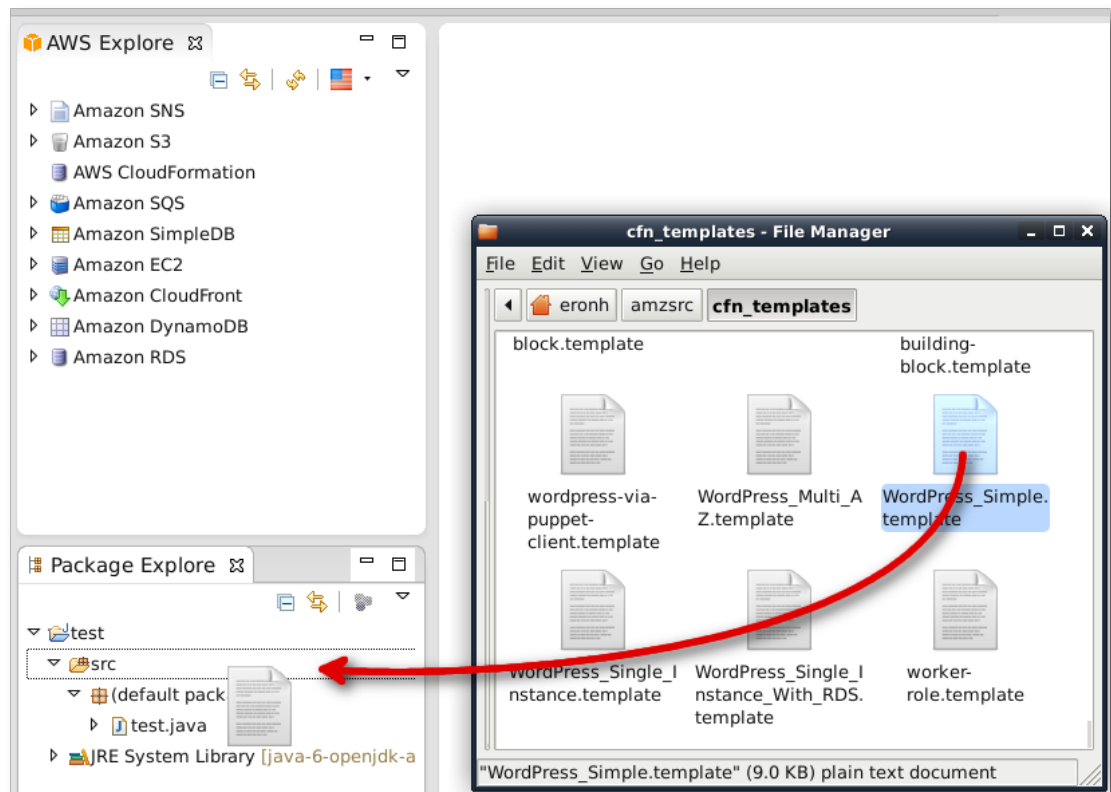 AWS Explore
Amazon SNS
Amazon S3
AWS CloudFormation
Amazon SQS
Amazon SimpleDB
Amazon EC2
Amazon CloudFront
Amazon DynamoDB
Amazon RDS
Package Explore
test
src
(default pack
test.java
JRE System Library [java-6-openjdk-a
cfn_templates - File Manager
File Edit View Go Help
eronh amzsrc cfn_templates
block.template
building-
block.template
wordpress-via-
puppet-
client.template
WordPress_Multi_A
Z.template
WordPress_Simple.
template
WordPress_Single_I
nstance.template
WordPress_Single_I
nstance_With_RDS.
template
worker-
role.template
"WordPress_Simple.template" (9.0 KB) plain text document